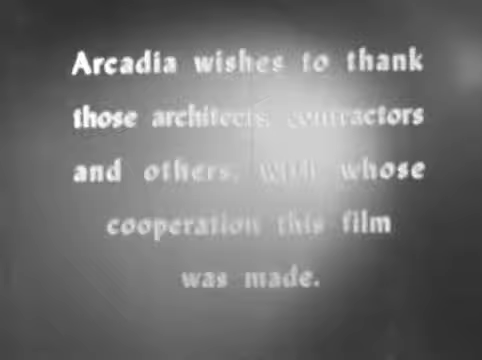 Arcadia wishes to thank
those architects, contractors
and others, with whose
cooperation this film
was made.